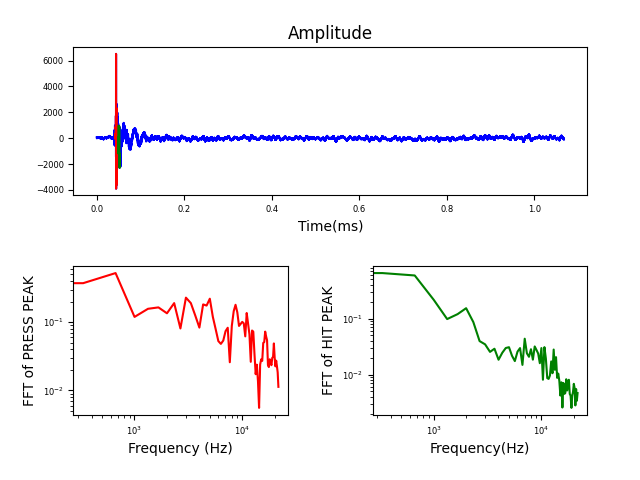 Amplitude
6000
4000
2000
0
−2000
−4000
0.0 0.2 0.4 0.6 0.8 1.0
Time(ms)
FFT of PRESS PEAK
10⁻¹
10⁻²
10³ 10⁴
Frequency (Hz)
FFT of HIT PEAK
10⁻¹
10⁻²
10³ 10⁴
Frequency(Hz)